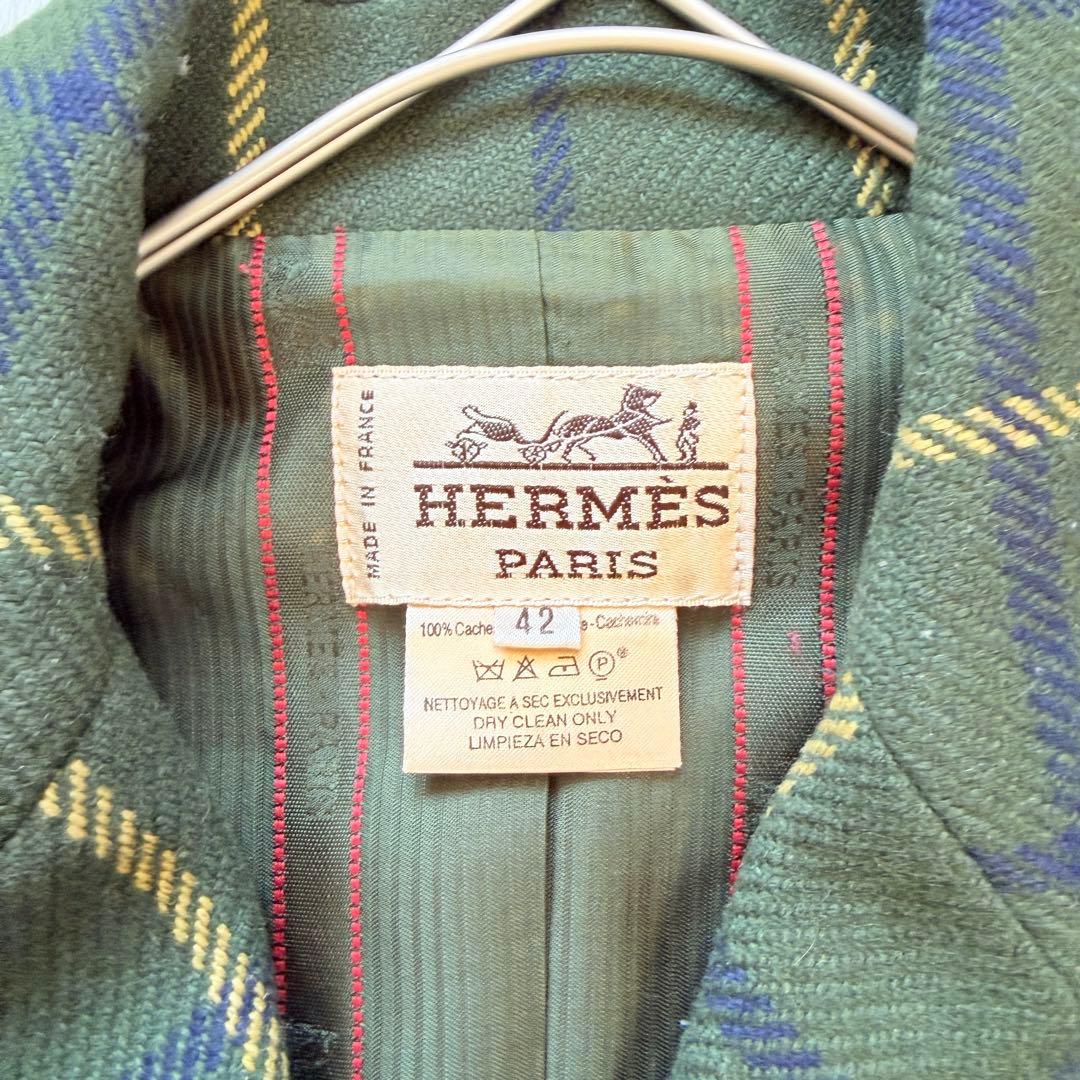 MADE IN FRANCE
HERMÈS
PARIS
42
100% Cache e-Cachemire
P
NETTOYAGE A SEC EXCLUSIVEMENT
DRY CLEAN ONLY
LIMPIEZA EN SECO